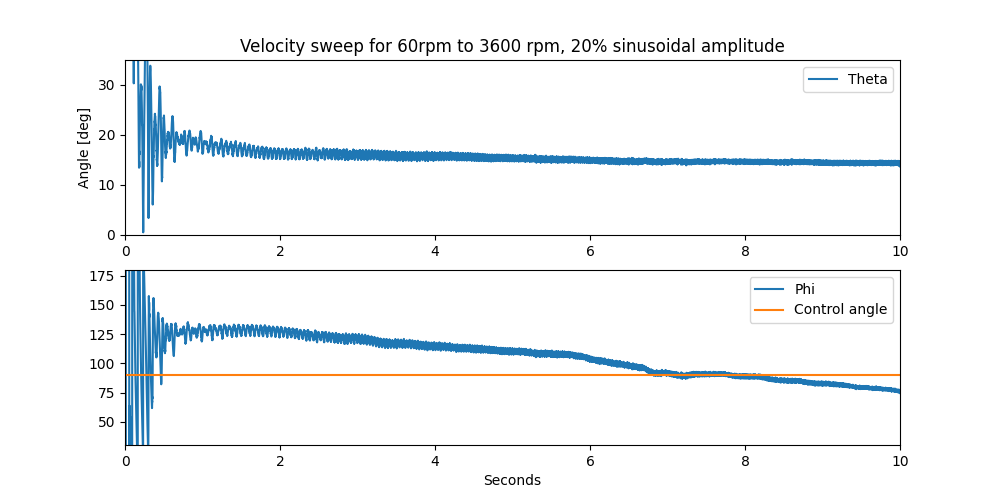 Velocity sweep for 60rpm to 3600 rpm, 20% sinusoidal amplitude
Theta
Angle [deg]
30
20
10
0
0 2 4 6 8 10
Phi
Control angle
175
150
125
100
75
50
0 2 4 6 8 10
Seconds